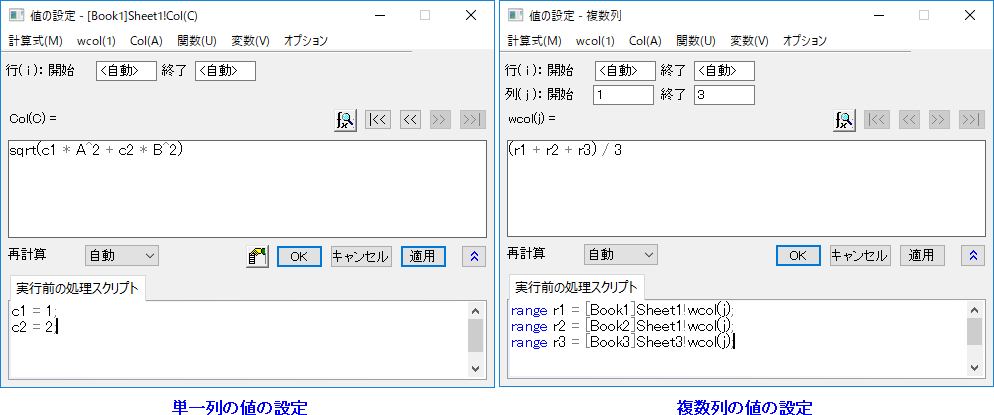 値の設定 - [Book1]Sheet1!Col(C)
計算式(M) wcol(1) Col(A) 関数(U) 変数(V) オプション
行(i): 開始 <自動> 終了 <自動>
Col(C) =
|<< << >> >>|
sqrt(c1 * A^2 + c2 * B^2)
再計算 自動 OK キャンセル 適用
実行前の処理スクリプト
c1 = 1;
c2 = 2;
単一列の値の設定
値の設定 - 複数列
計算式(M) wcol(1) Col(A) 関数(U) 変数(V) オプション
行(i): 開始 <自動> 終了 <自動>
列(j): 開始 1 終了 3
wcol(j) =
|<< << >> >>|
(r1 + r2 + r3) / 3
再計算 自動 OK キャンセル 適用
実行前の処理スクリプト
range r1 = [Book1]Sheet1!wcol(j);
range r2 = [Book2]Sheet1!wcol(j);
range r3 = [Book3]Sheet3!wcol(j);
複数列の値の設定